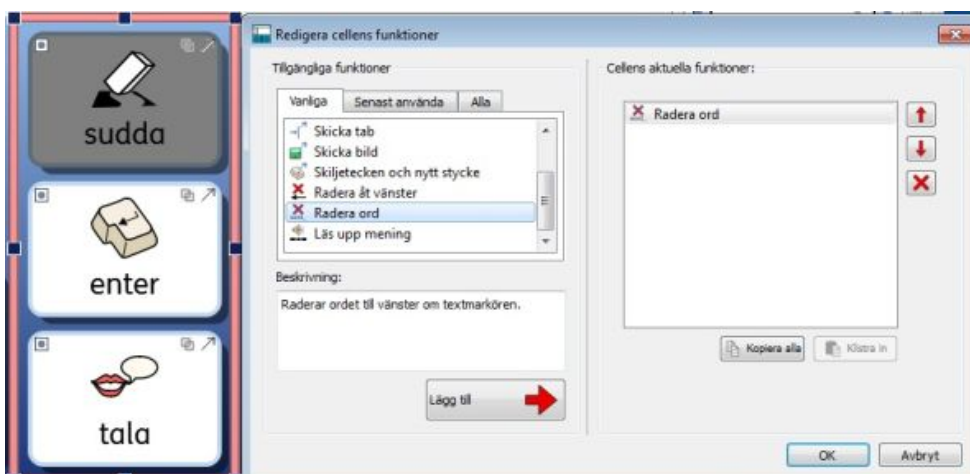 sudda
enter
tala
Redigera cellens funktioner
Tillgängliga funktioner
Vanliga
Senast använda
Alla
Skicka tab
Skicka bild
Skiljetecken och nytt stycke
Radera åt vänster
Radera ord
Läs upp mening
Beskrivning:
Raderar ordet till vänster om textmarkören.
Lägg till
Cellens aktuella funktioner:
Radera ord
Kopiera alla
Klistra in
OK
Avbryt